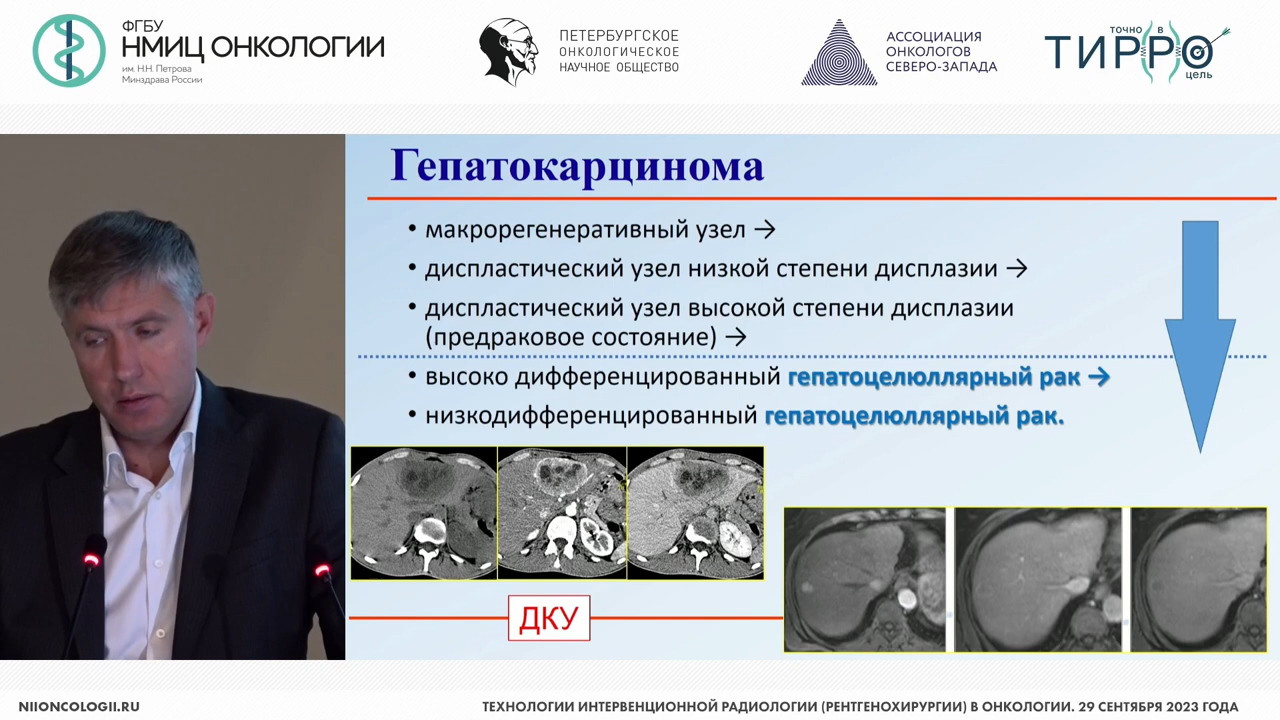 ФГБУ
НМИЦ ОНКОЛОГИИ
им. Н.Н. Петрова
Минздрава России
ПЕТЕРБУРГСКОЕ
ОНКОЛОГИЧЕСКОЕ
НАУЧНОЕ ОБЩЕСТВО
АССОЦИАЦИЯ
ОНКОЛОГОВ
СЕВЕРО-ЗАПАДА
точно в
ТИРРО
цель
Гепатокарцинома
• макрорегенеративный узел →
• диспластический узел низкой степени дисплазии →
• диспластический узел высокой степени дисплазии
(предраковое состояние) →
• высоко дифференцированный гепатоцелюллярный рак →
• низкодифференцированный гепатоцелюллярный рак.
ДКУ
NIIONCOLOGII.RU
ТЕХНОЛОГИИ ИНТЕРВЕНЦИОННОЙ РАДИОЛОГИИ (РЕНТГЕНОХИРУРГИИ) В ОНКОЛОГИИ. 29 СЕНТЯБРЯ 2023 ГОДА